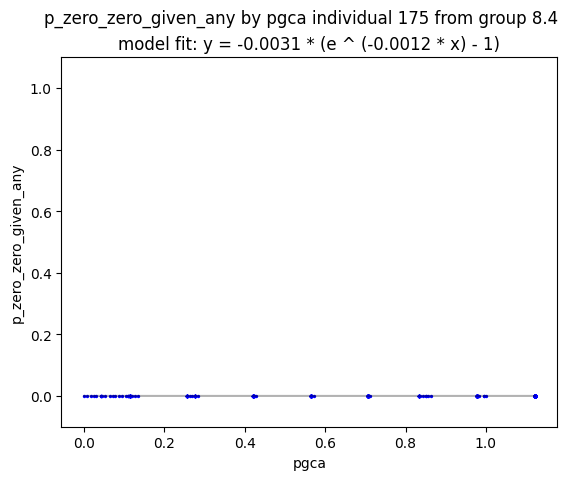 p_zero_zero_given_any by pgca individual 175 from group 8.4
model fit: y = -0.0031 * (e ^ (-0.0012 * x) - 1)
1.0
0.8
0.6
0.4
0.2
0.0
p_zero_zero_given_any
0.0 0.2 0.4 0.6 0.8 1.0
pgca